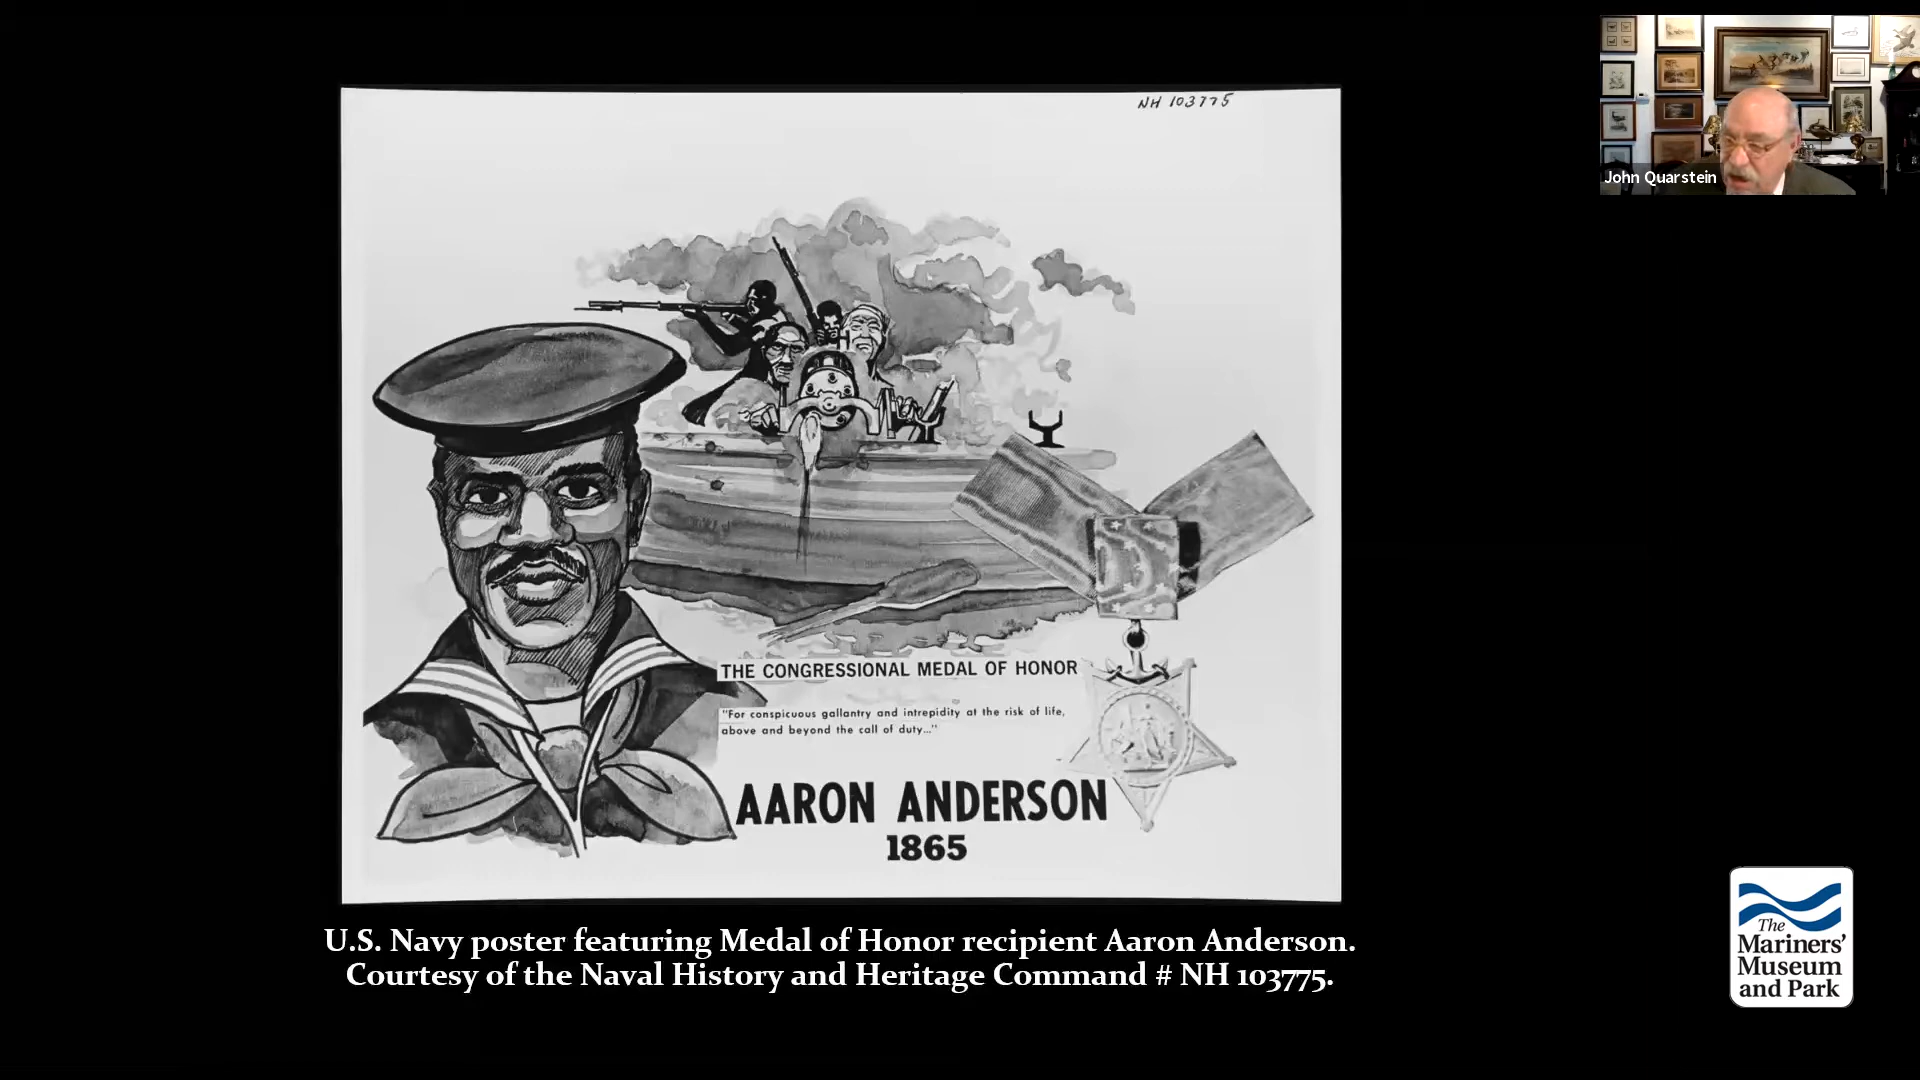 NH 103775
John Quarstein
THE CONGRESSIONAL MEDAL OF HONOR
"For conspicuous gallantry and intrepidity at the risk of life,
above and beyond the call of duty..."
AARON ANDERSON
1865
U.S. Navy poster featuring Medal of Honor recipient Aaron Anderson.
Courtesy of the Naval History and Heritage Command # NH 103775.
The
Mariners'
Museum
and Park